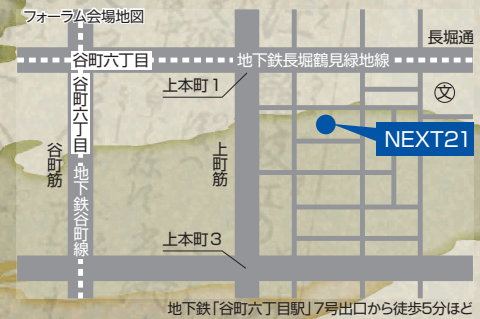 フォーラム会場地図
長堀通
谷町六丁目
地下鉄長堀鶴見緑地線
上本町1
文
谷町六丁目
NEXT21
谷町筋
上町筋
地下鉄谷町線
上本町3
地下鉄「谷町六丁目駅」7号出口から徒歩5分ほど